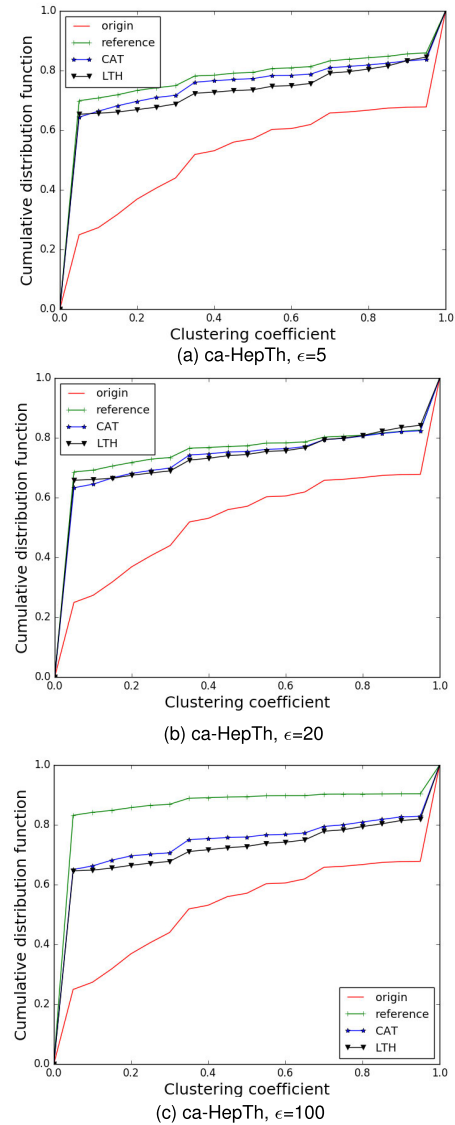 1.0
0.8
0.6
0.4
0.2
0.0
Cumulative distribution function
origin
reference
CAT
LTH
0.0 0.2 0.4 0.6 0.8 1.0
Clustering coefficient
(a) ca-HepTh, ϵ=5
1.0
0.8
0.6
0.4
0.2
0.0
Cumulative distribution function
origin
reference
CAT
LTH
0.0 0.2 0.4 0.6 0.8 1.0
Clustering coefficient
(b) ca-HepTh, ϵ=20
1.0
0.8
0.6
0.4
0.2
0.0
Cumulative distribution function
origin
reference
CAT
LTH
0.0 0.2 0.4 0.6 0.8 1.0
Clustering coefficient
(c) ca-HepTh, ϵ=100